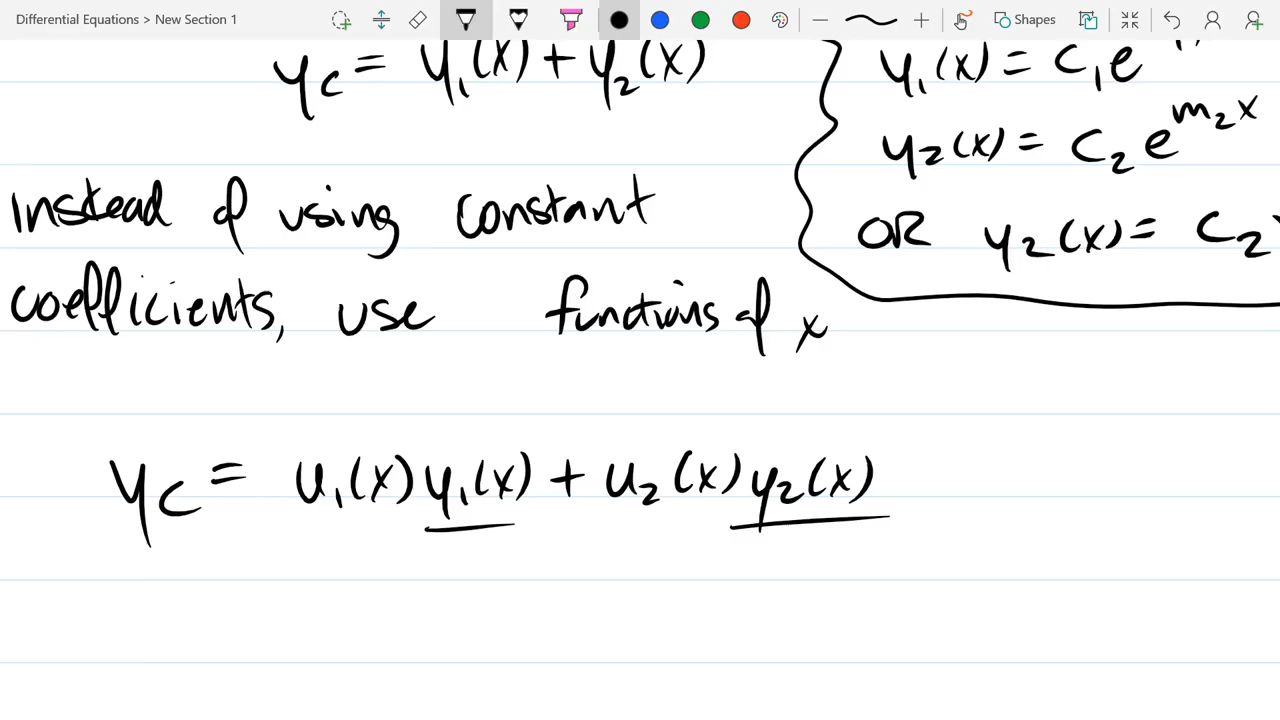 Differential Equations > New Section 1
Shapes
yc = y1(x) + y2(x)
y1(x) = c1e
y2(x) = c2e^m2x
OR y2(x) = c2
instead of using constant
coefficients, use functions of x
yc = u1(x)y1(x) + u2(x)y2(x)